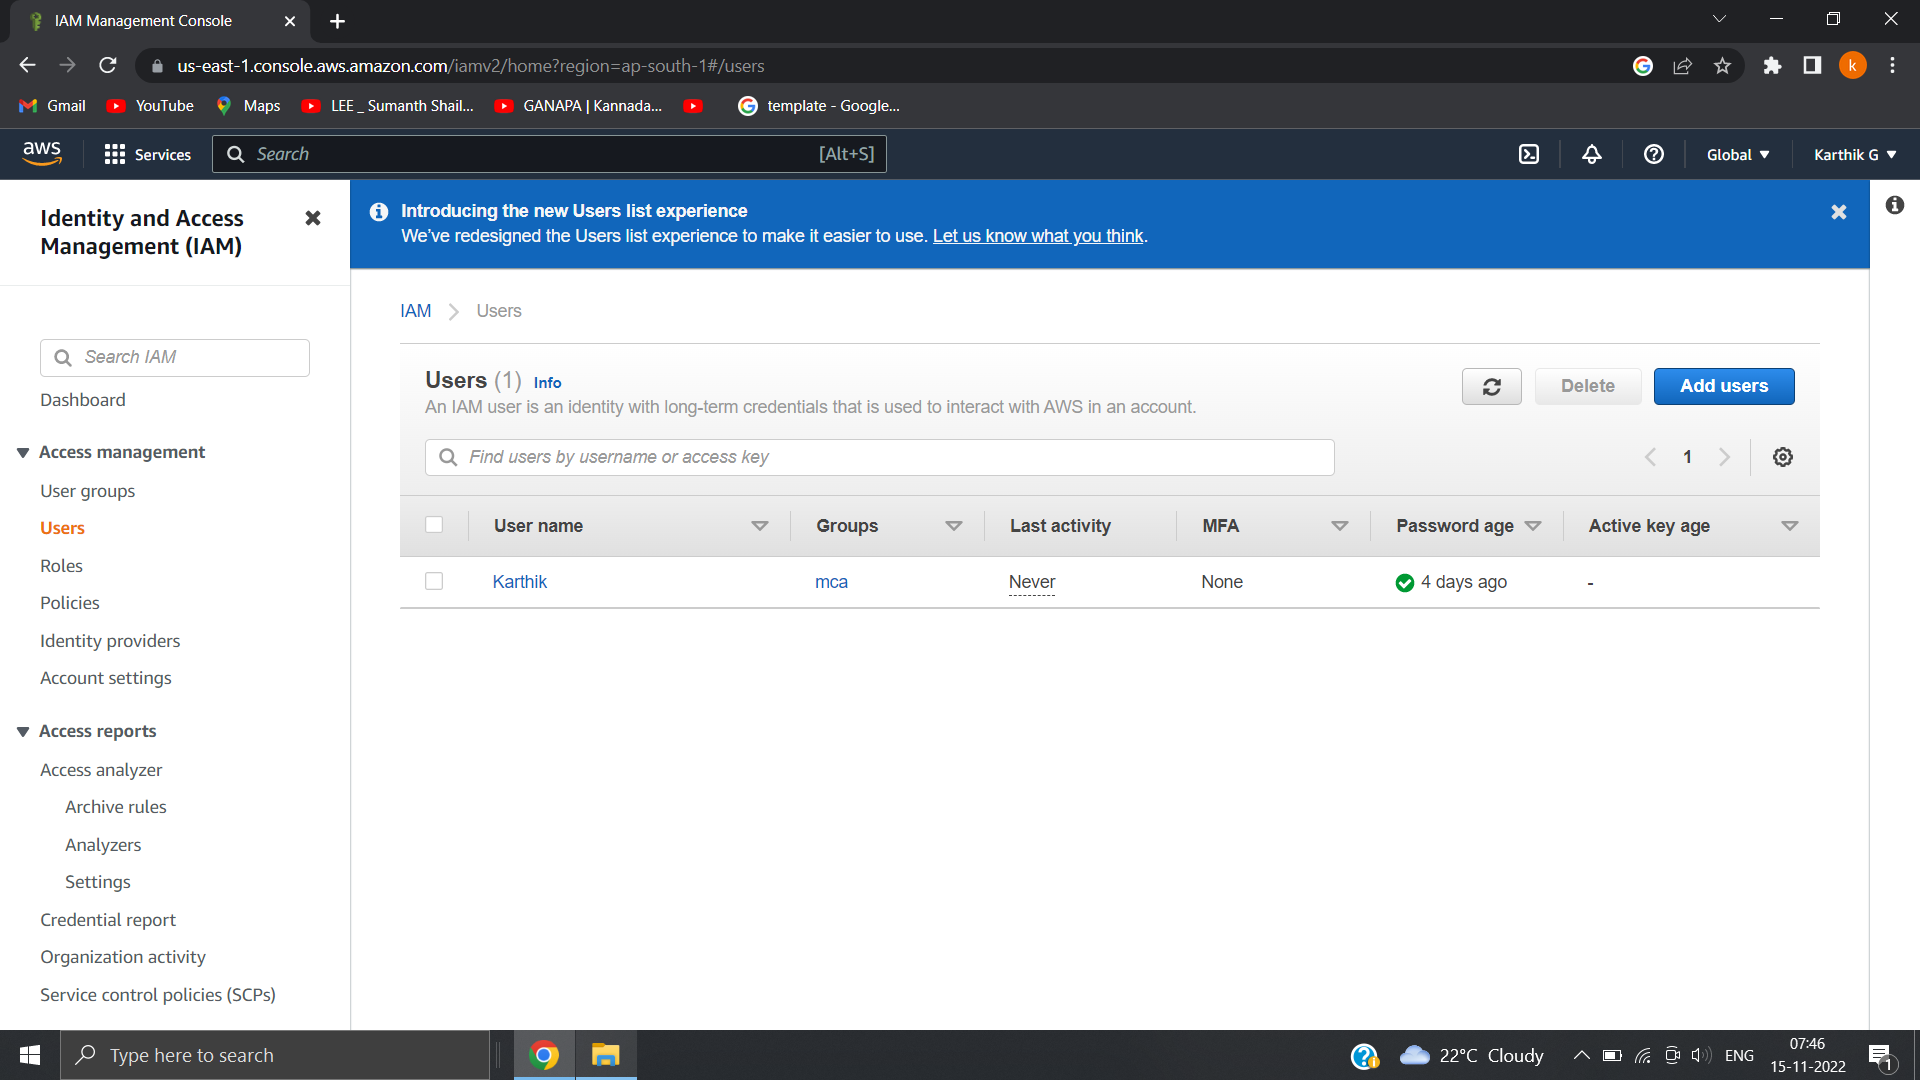 IAM Management Console
us-east-1.console.aws.amazon.com/iamv2/home?region=ap-south-1#/users
k
Gmail
YouTube
Maps
LEE _ Sumanth Shail...
GANAPA | Kannada...
template - Google...
aws
Services
Search
[Alt+S]
Global
Karthik G
Identity and Access
Management (IAM)
Search IAM
Dashboard
Access management
User groups
Users
Roles
Policies
Identity providers
Account settings
Access reports
Access analyzer
Archive rules
Analyzers
Settings
Credential report
Organization activity
Service control policies (SCPs)
Introducing the new Users list experience
We've redesigned the Users list experience to make it easier to use. Let us know what you think.
IAM
Users
Users (1) Info
An IAM user is an identity with long-term credentials that is used to interact with AWS in an account.
Delete
Add users
Find users by username or access key
1
User name
Groups
Last activity
MFA
Password age
Active key age
Karthik
mca
Never
None
4 days ago
-
Type here to search
22°C Cloudy
ENG
07:46
15-11-2022
1